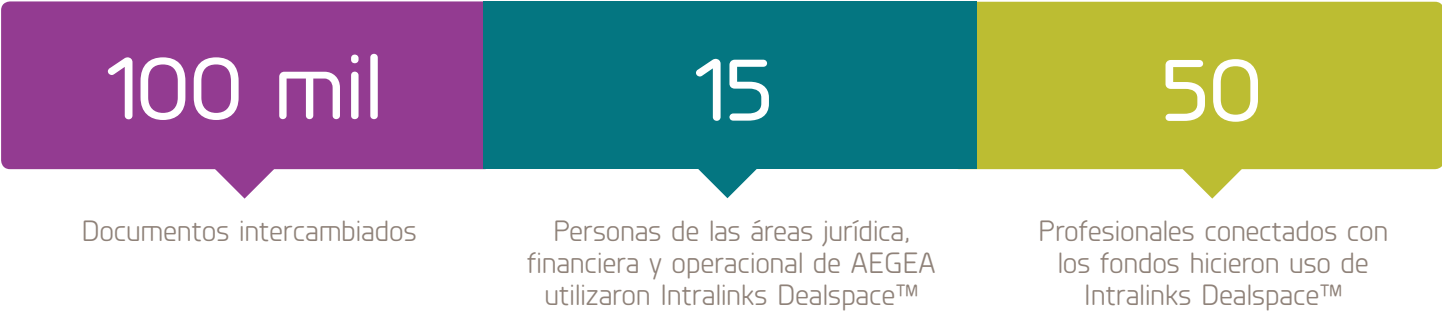 100 mil
Documentos intercambiados
15
Personas de las áreas jurídica,
financiera y operacional de AEGEA
utilizaron Intralinks Dealspace™
50
Profesionales conectados con
los fondos hicieron uso de
Intralinks Dealspace™